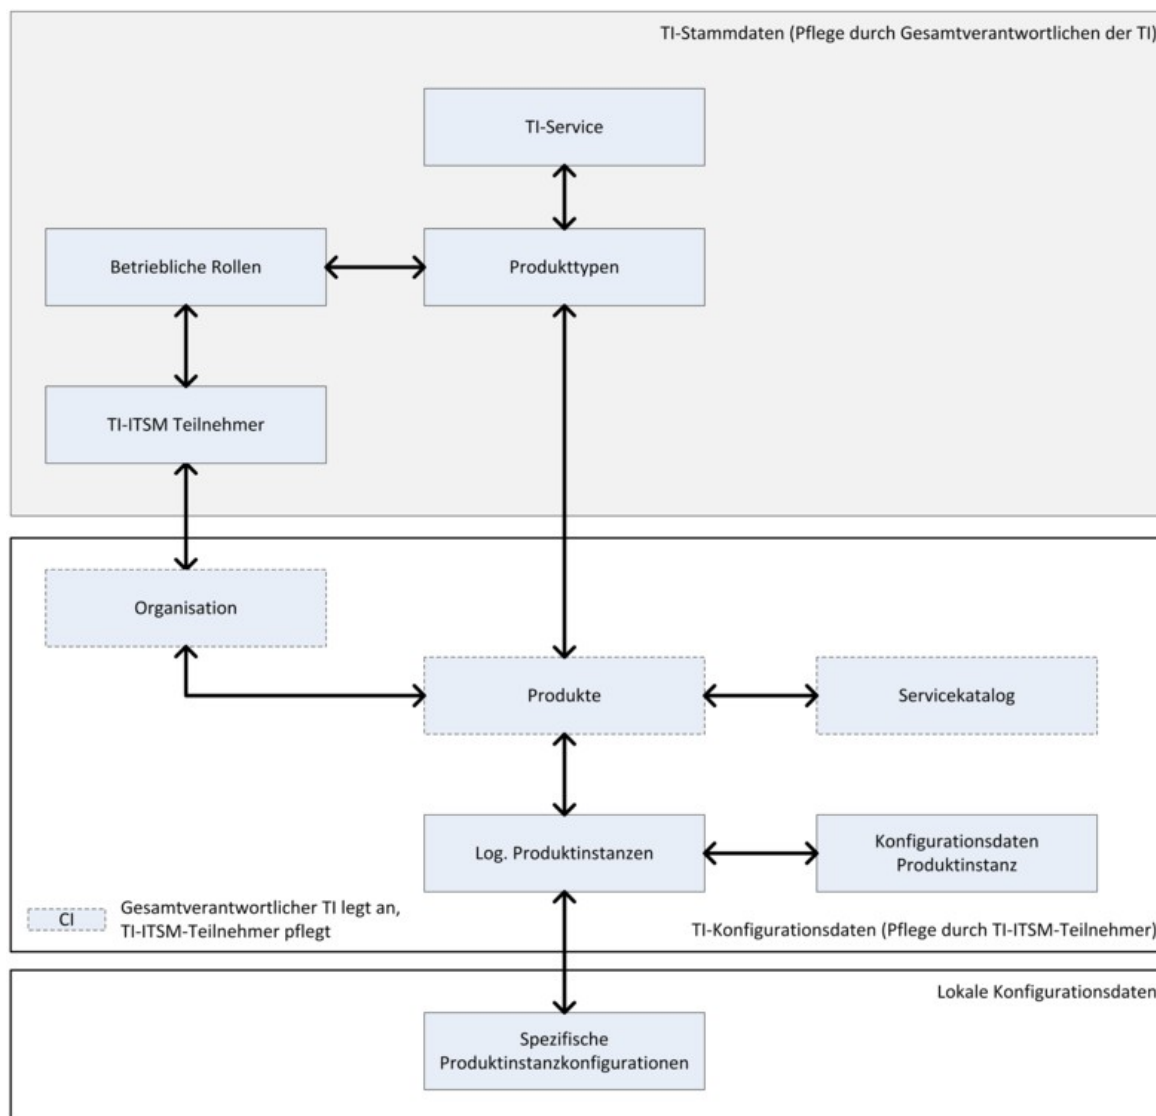 TI-Stammdaten (Pflege durch Gesamtverantwortlichen der TI)
TI-Service
Betriebliche Rollen
Produkttypen
TI-ITSM Teilnehmer
Organisation
Produkte
Servicekatalog
Log. Produktinstanzen
Konfigurationsdaten
Produktinstanz
CI
Gesamtverantwortlicher TI legt an,
TI-ITSM-Teilnehmer pflegt
TI-Konfigurationsdaten (Pflege durch TI-ITSM-Teilnehmer)
Lokale Konfigurationsdaten
Spezifische
Produktinstanzkonfigurationen